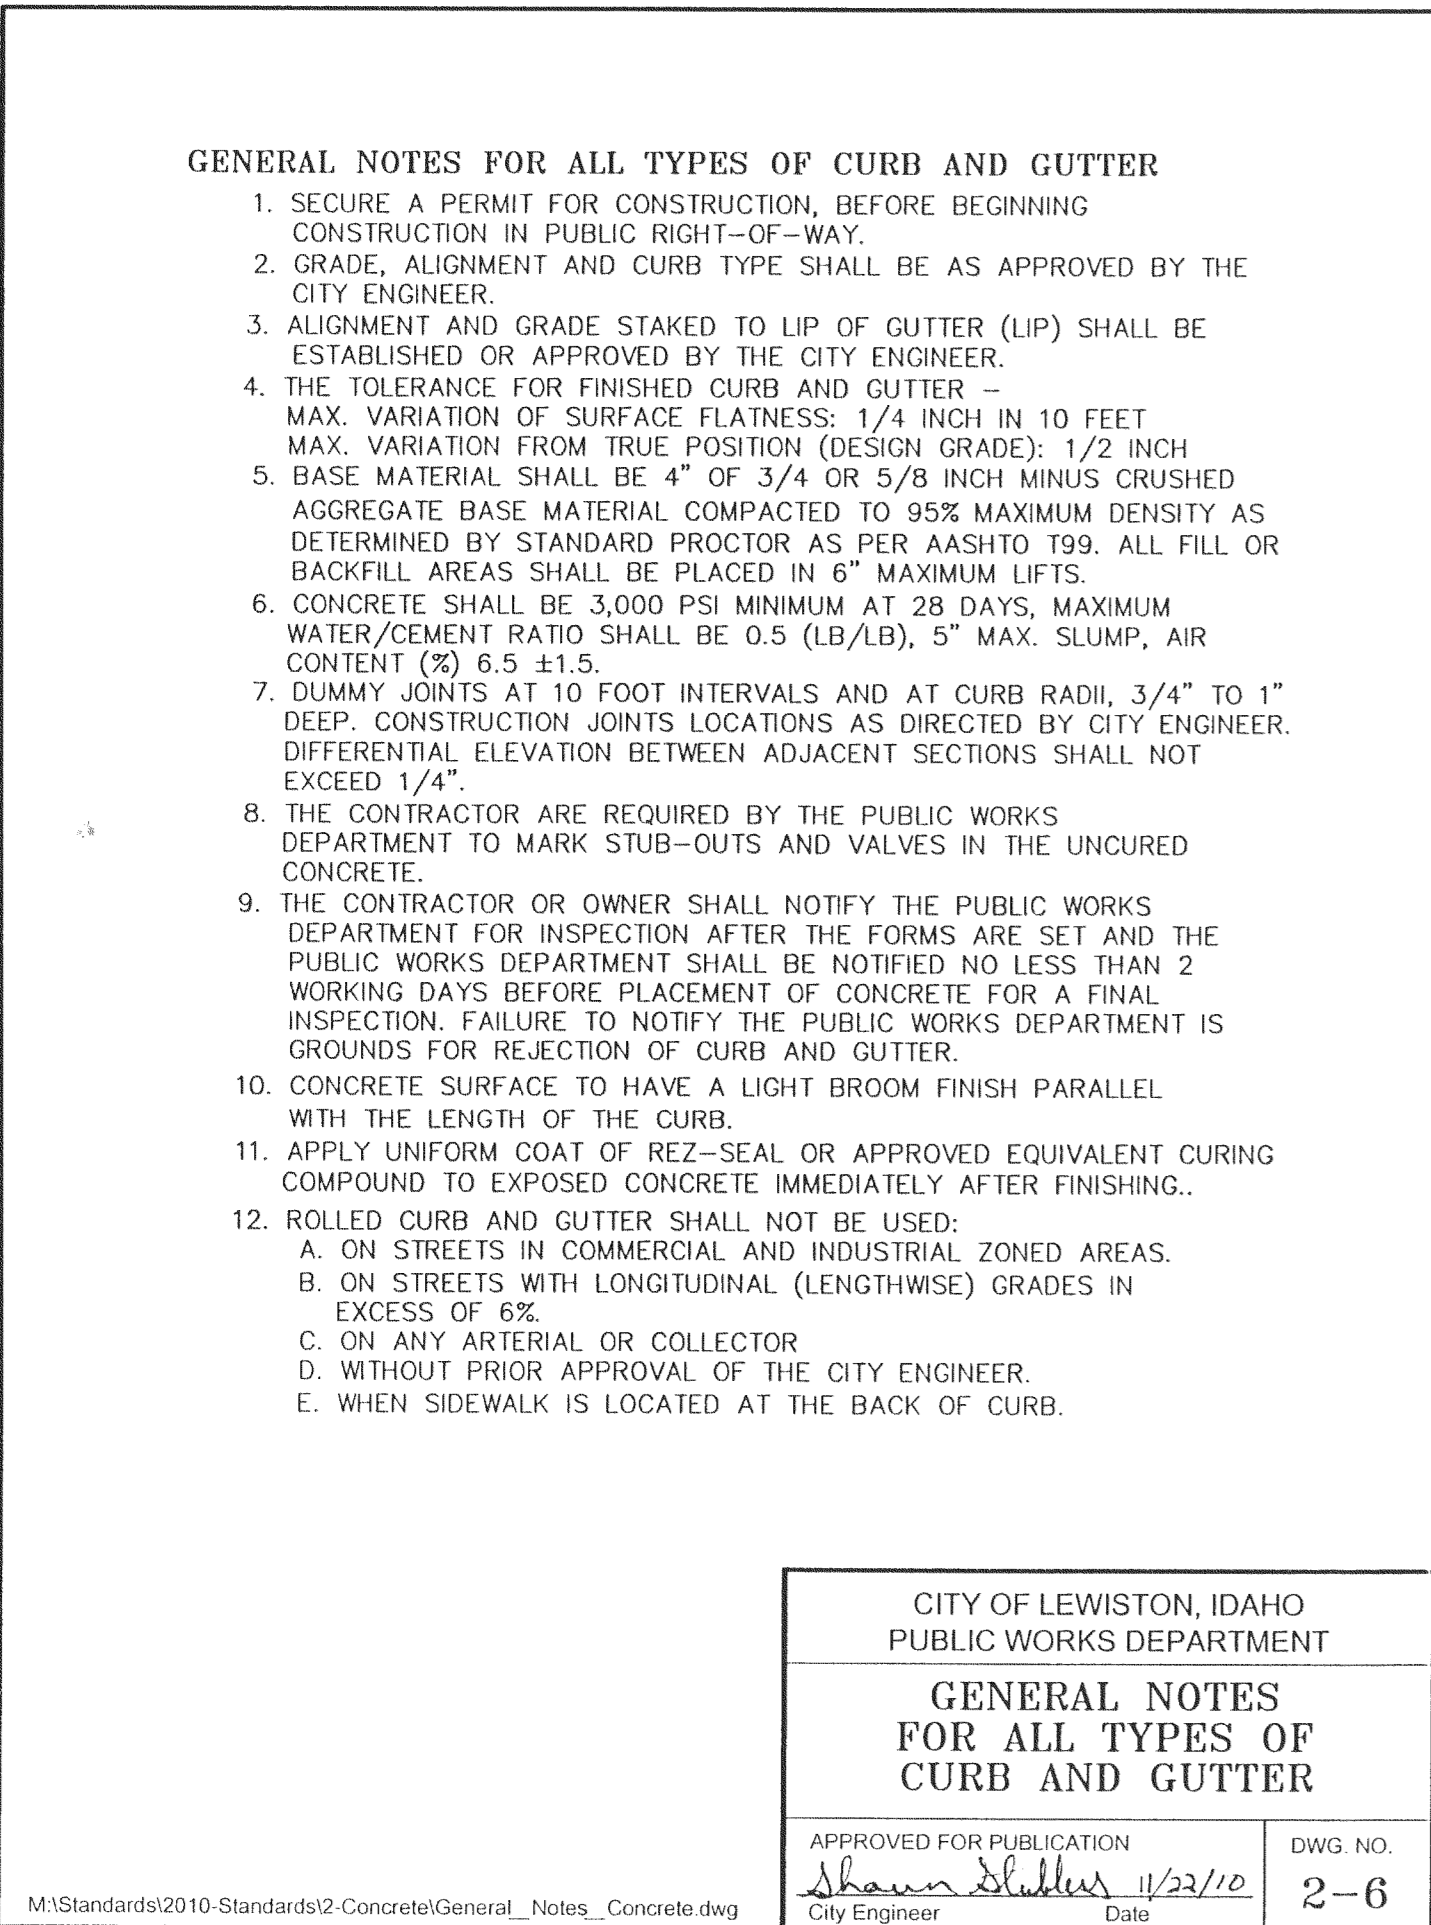 GENERAL NOTES FOR ALL TYPES OF CURB AND GUTTER
1. SECURE A PERMIT FOR CONSTRUCTION, BEFORE BEGINNING
CONSTRUCTION IN PUBLIC RIGHT-OF-WAY.
2. GRADE, ALIGNMENT AND CURB TYPE SHALL BE AS APPROVED BY THE
CITY ENGINEER.
3. ALIGNMENT AND GRADE STAKED TO LIP OF GUTTER (LIP) SHALL BE
ESTABLISHED OR APPROVED BY THE CITY ENGINEER.
4. THE TOLERANCE FOR FINISHED CURB AND GUTTER -
MAX. VARIATION OF SURFACE FLATNESS: 1/4 INCH IN 10 FEET
MAX. VARIATION FROM TRUE POSITION (DESIGN GRADE): 1/2 INCH
5. BASE MATERIAL SHALL BE 4" OF 3/4 OR 5/8 INCH MINUS CRUSHED
AGGREGATE BASE MATERIAL COMPACTED TO 95% MAXIMUM DENSITY AS
DETERMINED BY STANDARD PROCTOR AS PER AASHTO T99. ALL FILL OR
BACKFILL AREAS SHALL BE PLACED IN 6" MAXIMUM LIFTS.
6. CONCRETE SHALL BE 3,000 PSI MINIMUM AT 28 DAYS, MAXIMUM
WATER/CEMENT RATIO SHALL BE 0.5 (LB/LB), 5" MAX. SLUMP, AIR
CONTENT (%) 6.5 ±1.5.
7. DUMMY JOINTS AT 10 FOOT INTERVALS AND AT CURB RADII, 3/4" TO 1"
DEEP. CONSTRUCTION JOINTS LOCATIONS AS DIRECTED BY CITY ENGINEER.
DIFFERENTIAL ELEVATION BETWEEN ADJACENT SECTIONS SHALL NOT
EXCEED 1/4".
8. THE CONTRACTOR ARE REQUIRED BY THE PUBLIC WORKS
DEPARTMENT TO MARK STUB-OUTS AND VALVES IN THE UNCURED
CONCRETE.
9. THE CONTRACTOR OR OWNER SHALL NOTIFY THE PUBLIC WORKS
DEPARTMENT FOR INSPECTION AFTER THE FORMS ARE SET AND THE
PUBLIC WORKS DEPARTMENT SHALL BE NOTIFIED NO LESS THAN 2
WORKING DAYS BEFORE PLACEMENT OF CONCRETE FOR A FINAL
INSPECTION. FAILURE TO NOTIFY THE PUBLIC WORKS DEPARTMENT IS
GROUNDS FOR REJECTION OF CURB AND GUTTER.
10. CONCRETE SURFACE TO HAVE A LIGHT BROOM FINISH PARALLEL
WITH THE LENGTH OF THE CURB.
11. APPLY UNIFORM COAT OF REZ-SEAL OR APPROVED EQUIVALENT CURING
COMPOUND TO EXPOSED CONCRETE IMMEDIATELY AFTER FINISHING..
12. ROLLED CURB AND GUTTER SHALL NOT BE USED:
A. ON STREETS IN COMMERCIAL AND INDUSTRIAL ZONED AREAS.
B. ON STREETS WITH LONGITUDINAL (LENGTHWISE) GRADES IN
EXCESS OF 6%.
C. ON ANY ARTERIAL OR COLLECTOR
D. WITHOUT PRIOR APPROVAL OF THE CITY ENGINEER.
E. WHEN SIDEWALK IS LOCATED AT THE BACK OF CURB.
CITY OF LEWISTON, IDAHO
PUBLIC WORKS DEPARTMENT
GENERAL NOTES
FOR ALL TYPES OF
CURB AND GUTTER
APPROVED FOR PUBLICATION
Shaun 11/22/10
City Engineer Date
DWG. NO.
2-6
M:\Standards\2010-Standards\2-Concrete\General__Notes__Concrete.dwg